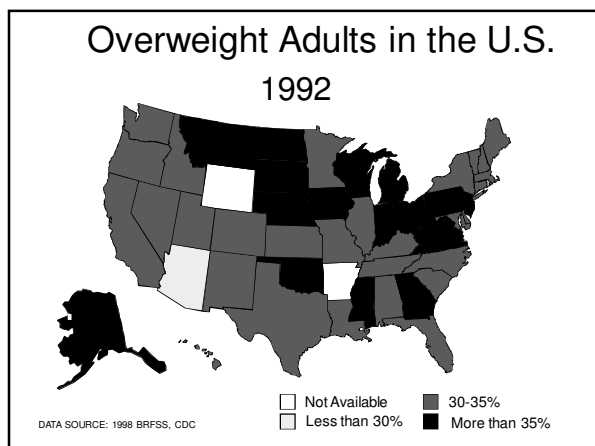 Overweight Adults in the U.S.
1992
Not Available
30-35%
Less than 30%
More than 35%
DATA SOURCE: 1998 BRFSS, CDC